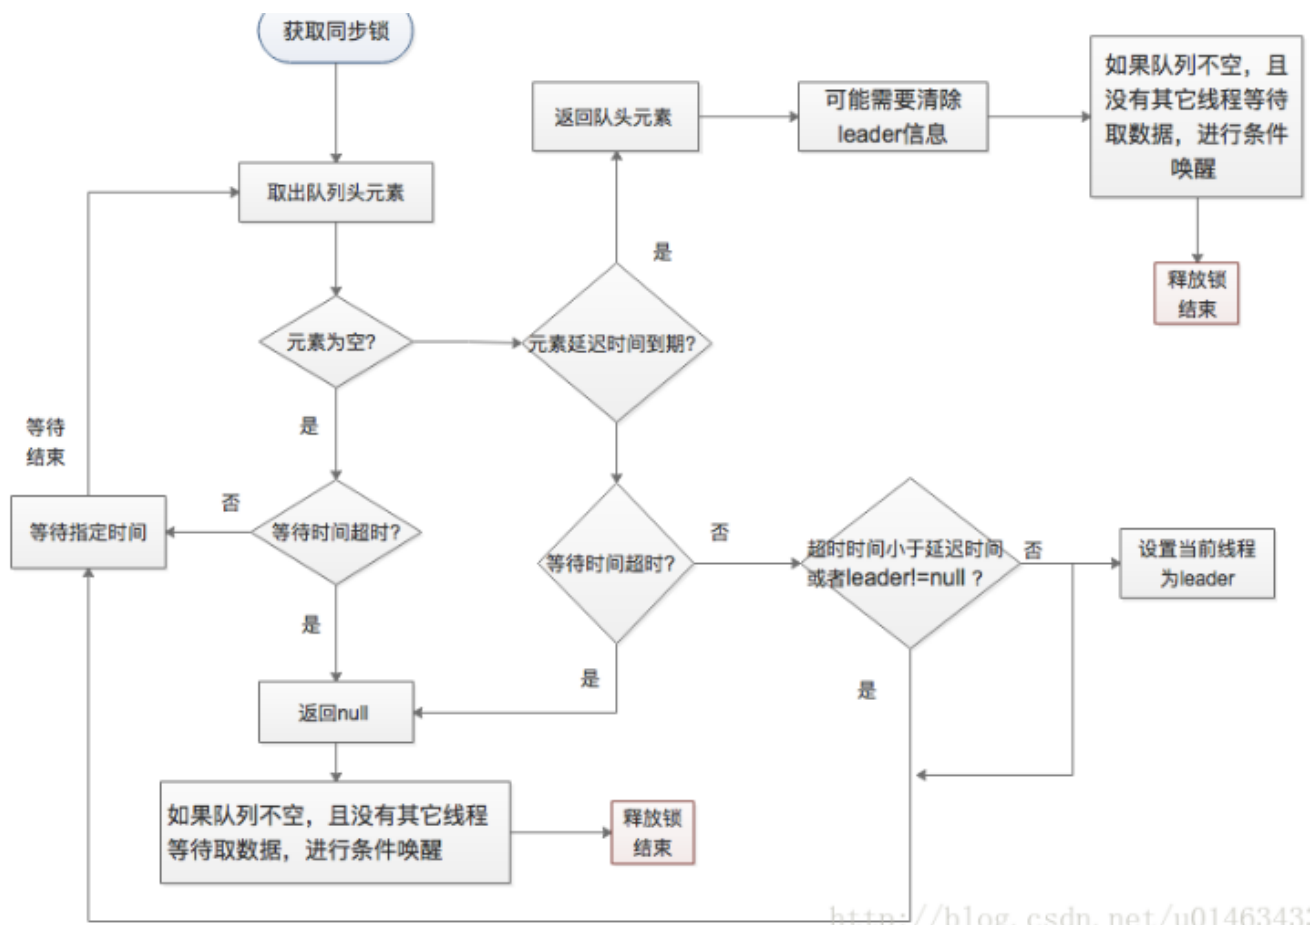 获取同步锁
取出队列头元素
元素为空?
是
等待时间超时?
否
等待指定时间
等待
结束
是
返回null
如果队列不空，且没有其它线程
等待取数据，进行条件唤醒
释放锁
结束
元素延迟时间到期?
是
返回队头元素
可能需要清除
leader信息
如果队列不空，且
没有其它线程等待
取数据，进行条件
唤醒
释放锁
结束
等待时间超时?
是
否
超时时间小于延迟时间
或者leader!=null？
否
设置当前线程
为leader
是